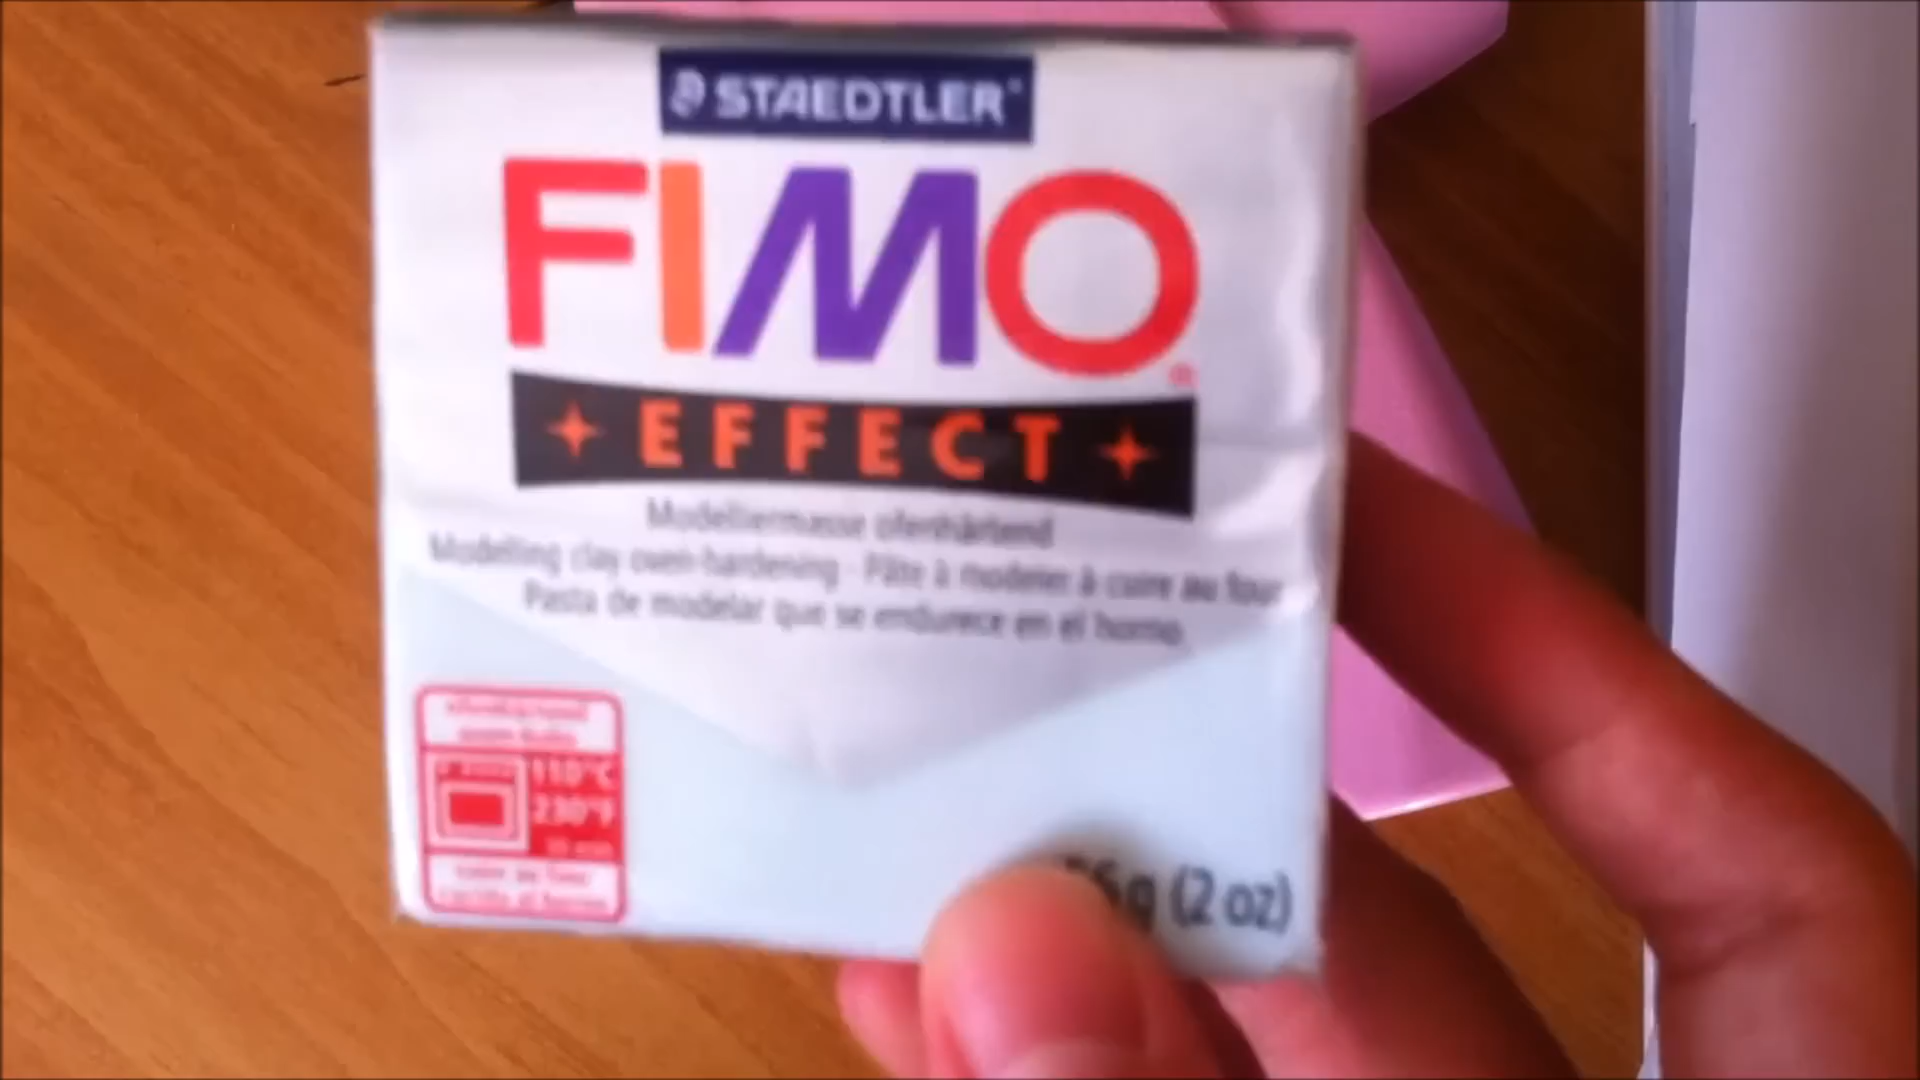 STAEDTLER
FIMO®
EFFECT
Modelliermasse ofenhärtend
Modelling clay oven-hardening · Pâte à modeler à cuire au four
Pasta de modelar que se endurece en el horno
110°C
230°F
6g (2 oz)